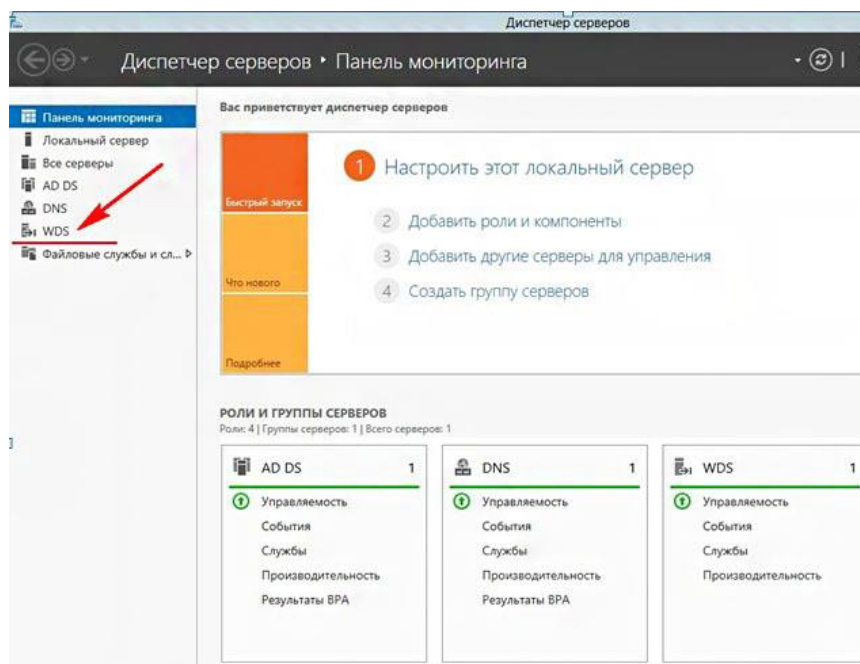 Диспетчер серверов
Диспетчер серверов • Панель мониторинга
Панель мониторинга
Локальный сервер
Все серверы
AD DS
DNS
WDS
Файловые службы и сл...
Вас приветствует диспетчер серверов
Быстрый запуск
Что нового
Подробнее
1 Настроить этот локальный сервер
2 Добавить роли и компоненты
3 Добавить другие серверы для управления
4 Создать группу серверов
РОЛИ И ГРУППЫ СЕРВЕРОВ
Роли: 4 | Группы серверов: 1 | Всего серверов: 1
AD DS 1
Управляемость
События
Службы
Производительность
Результаты BPA
DNS 1
Управляемость
События
Службы
Производительность
Результаты BPA
WDS 1
Управляемость
События
Службы
Производительность